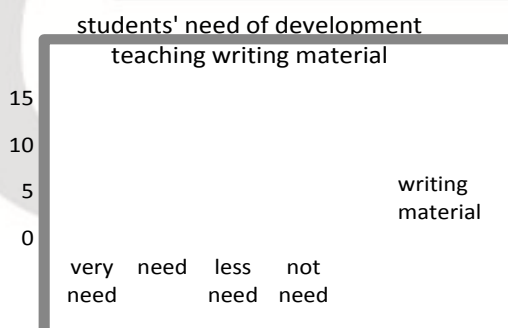 students' need of development
teaching writing material
15
10
5
0
writing
material
very need less not
need need need